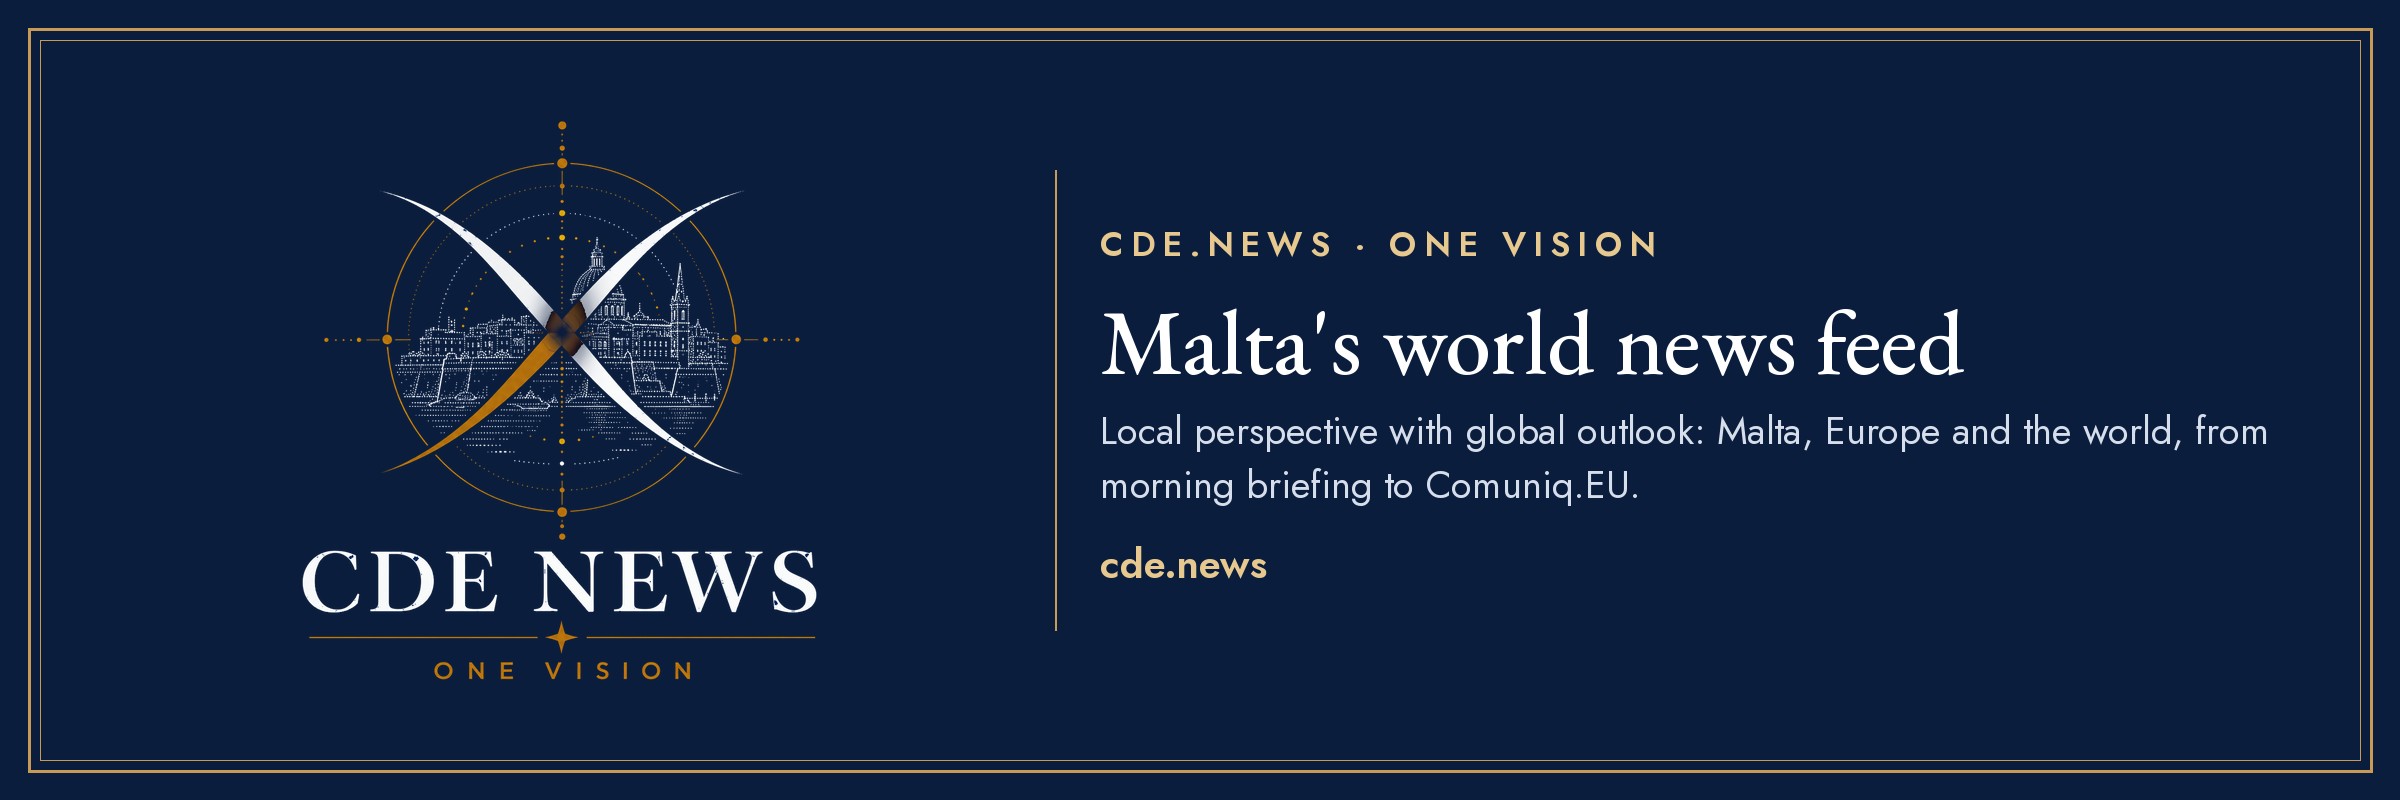 CDE NEWS
ONE VISION
CDE.NEWS · ONE VISION
Malta's world news feed
Local perspective with global outlook: Malta, Europe and the world, from
morning briefing to Comuniq.EU.
cde.news